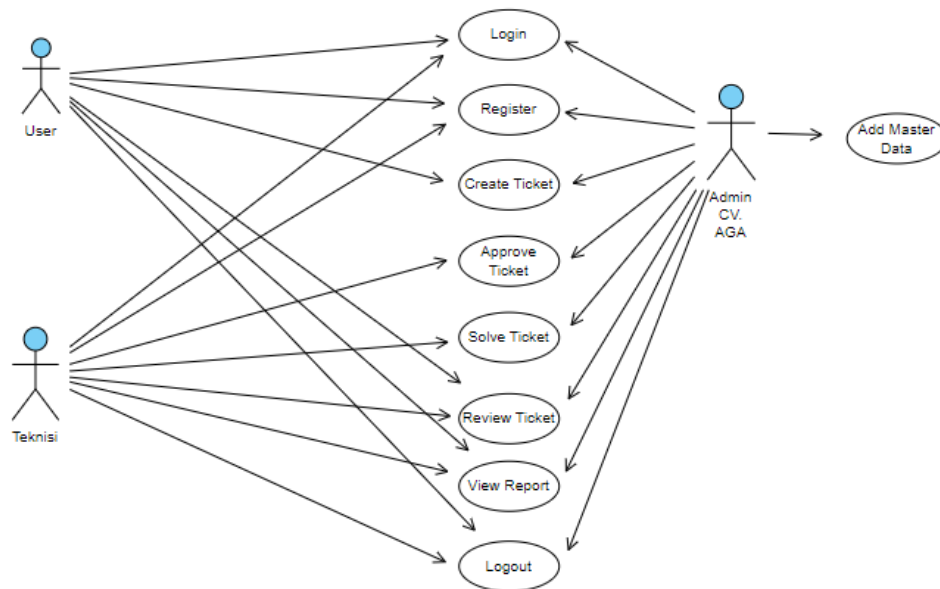 Login
User
Register
Add Master
Data
Create Ticket
Admin
CV.
AGA
Approve
Ticket
Solve Ticket
Teknisi
Review Ticket
View Report
Logout